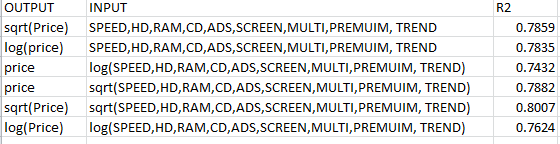 OUTPUT INPUT R2
sqrt(Price) SPEED,HD,RAM,CD,ADS,SCREEN,MULTI,PREMUIM, TREND 0.7859
log(price) SPEED,HD,RAM,CD,ADS,SCREEN,MULTI,PREMUIM, TREND 0.7835
price log(SPEED,HD,RAM,CD,ADS,SCREEN,MULTI,PREMUIM, TREND) 0.7432
price sqrt(SPEED,HD,RAM,CD,ADS,SCREEN,MULTI,PREMUIM, TREND) 0.7882
sqrt(Price) sqrt(SPEED,HD,RAM,CD,ADS,SCREEN,MULTI,PREMUIM, TREND) 0.8007
log(Price) log(SPEED,HD,RAM,CD,ADS,SCREEN,MULTI,PREMUIM, TREND) 0.7624